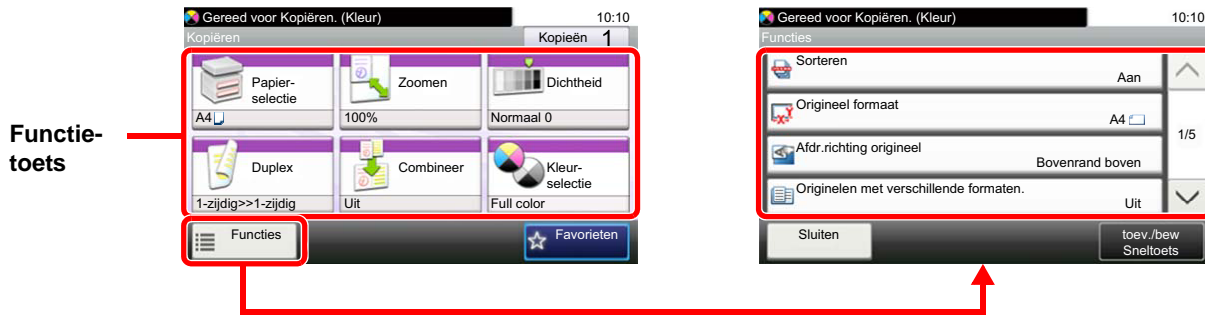 Functie-
toets
Gereed voor Kopiëren. (Kleur)
10:10
Kopiëren
Kopieën 1
Papier-
selectie
A4
Zoomen
100%
Dichtheid
Normaal 0
Duplex
1-zijdig>>1-zijdig
Combineer
Uit
Kleur-
selectie
Full color
Functies
Favorieten
Gereed voor Kopiëren. (Kleur)
10:10
Functies
Sorteren
Aan
Origineel formaat
A4
Afdr.richting origineel
Bovenrand boven
Originelen met verschillende formaten.
Uit
1/5
Sluiten
toev./bew
Sneltoets